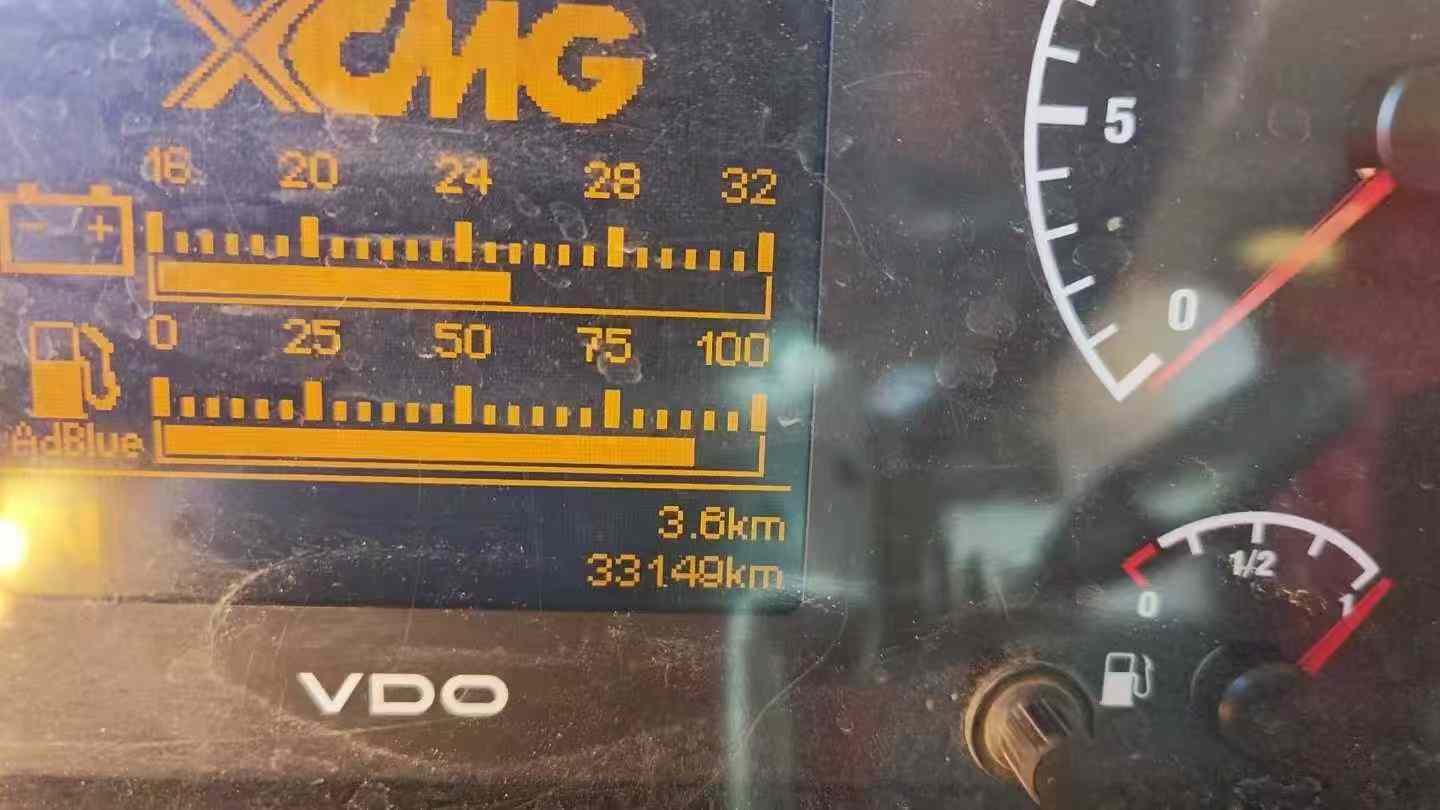 XCMG
16 20 24 28 32
- +
0 25 50 75 100
AdBlue
3.6km
33149km
VDO
5
0
1/2
0 1